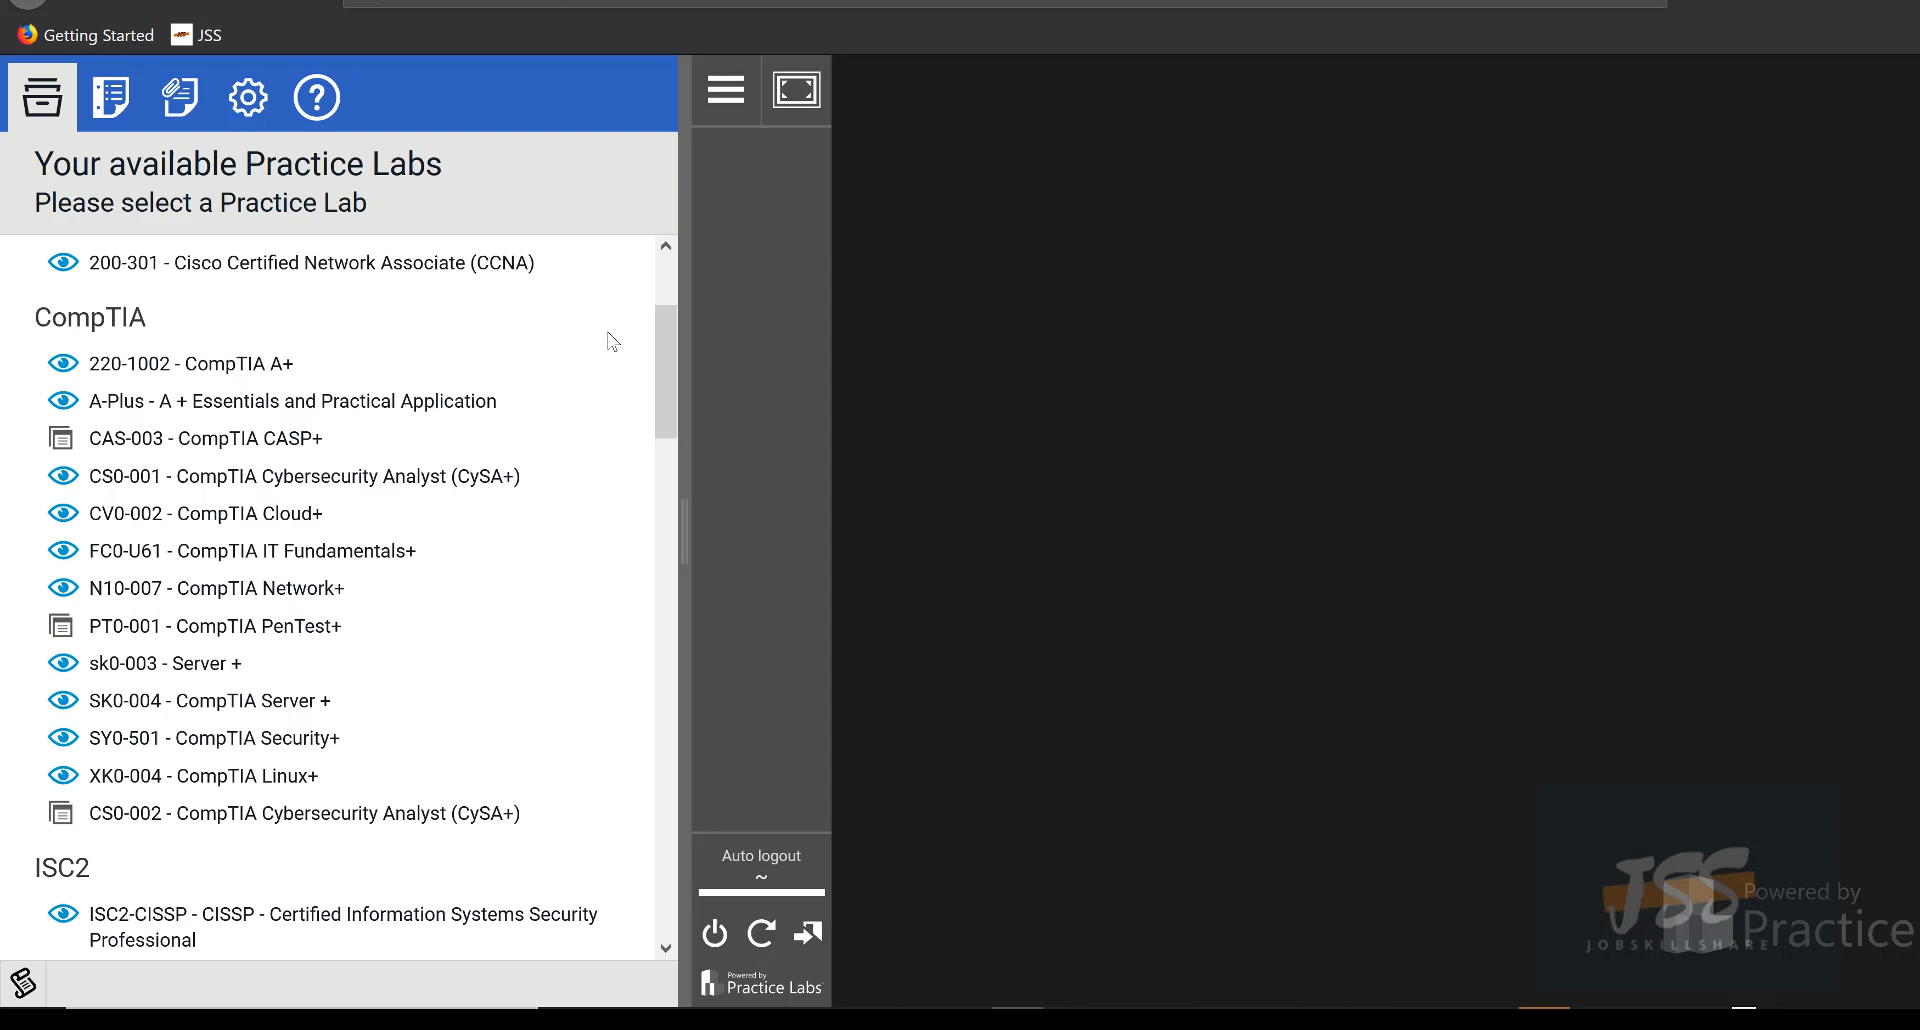 Getting Started JSS
Your available Practice Labs
Please select a Practice Lab
200-301 - Cisco Certified Network Associate (CCNA)
CompTIA
220-1002 - CompTIA A+
A-Plus - A + Essentials and Practical Application
CAS-003 - CompTIA CASP+
CS0-001 - CompTIA Cybersecurity Analyst (CySA+)
CV0-002 - CompTIA Cloud+
FC0-U61 - CompTIA IT Fundamentals+
N10-007 - CompTIA Network+
PT0-001 - CompTIA PenTest+
sk0-003 - Server +
SK0-004 - CompTIA Server +
SY0-501 - CompTIA Security+
XK0-004 - CompTIA Linux+
CS0-002 - CompTIA Cybersecurity Analyst (CySA+)
ISC2
ISC2-CISSP - CISSP - Certified Information Systems Security
Professional
Auto logout
~
Powered by
Practice Labs
JSS
JOBSKILLSHARE
Powered by
Practice